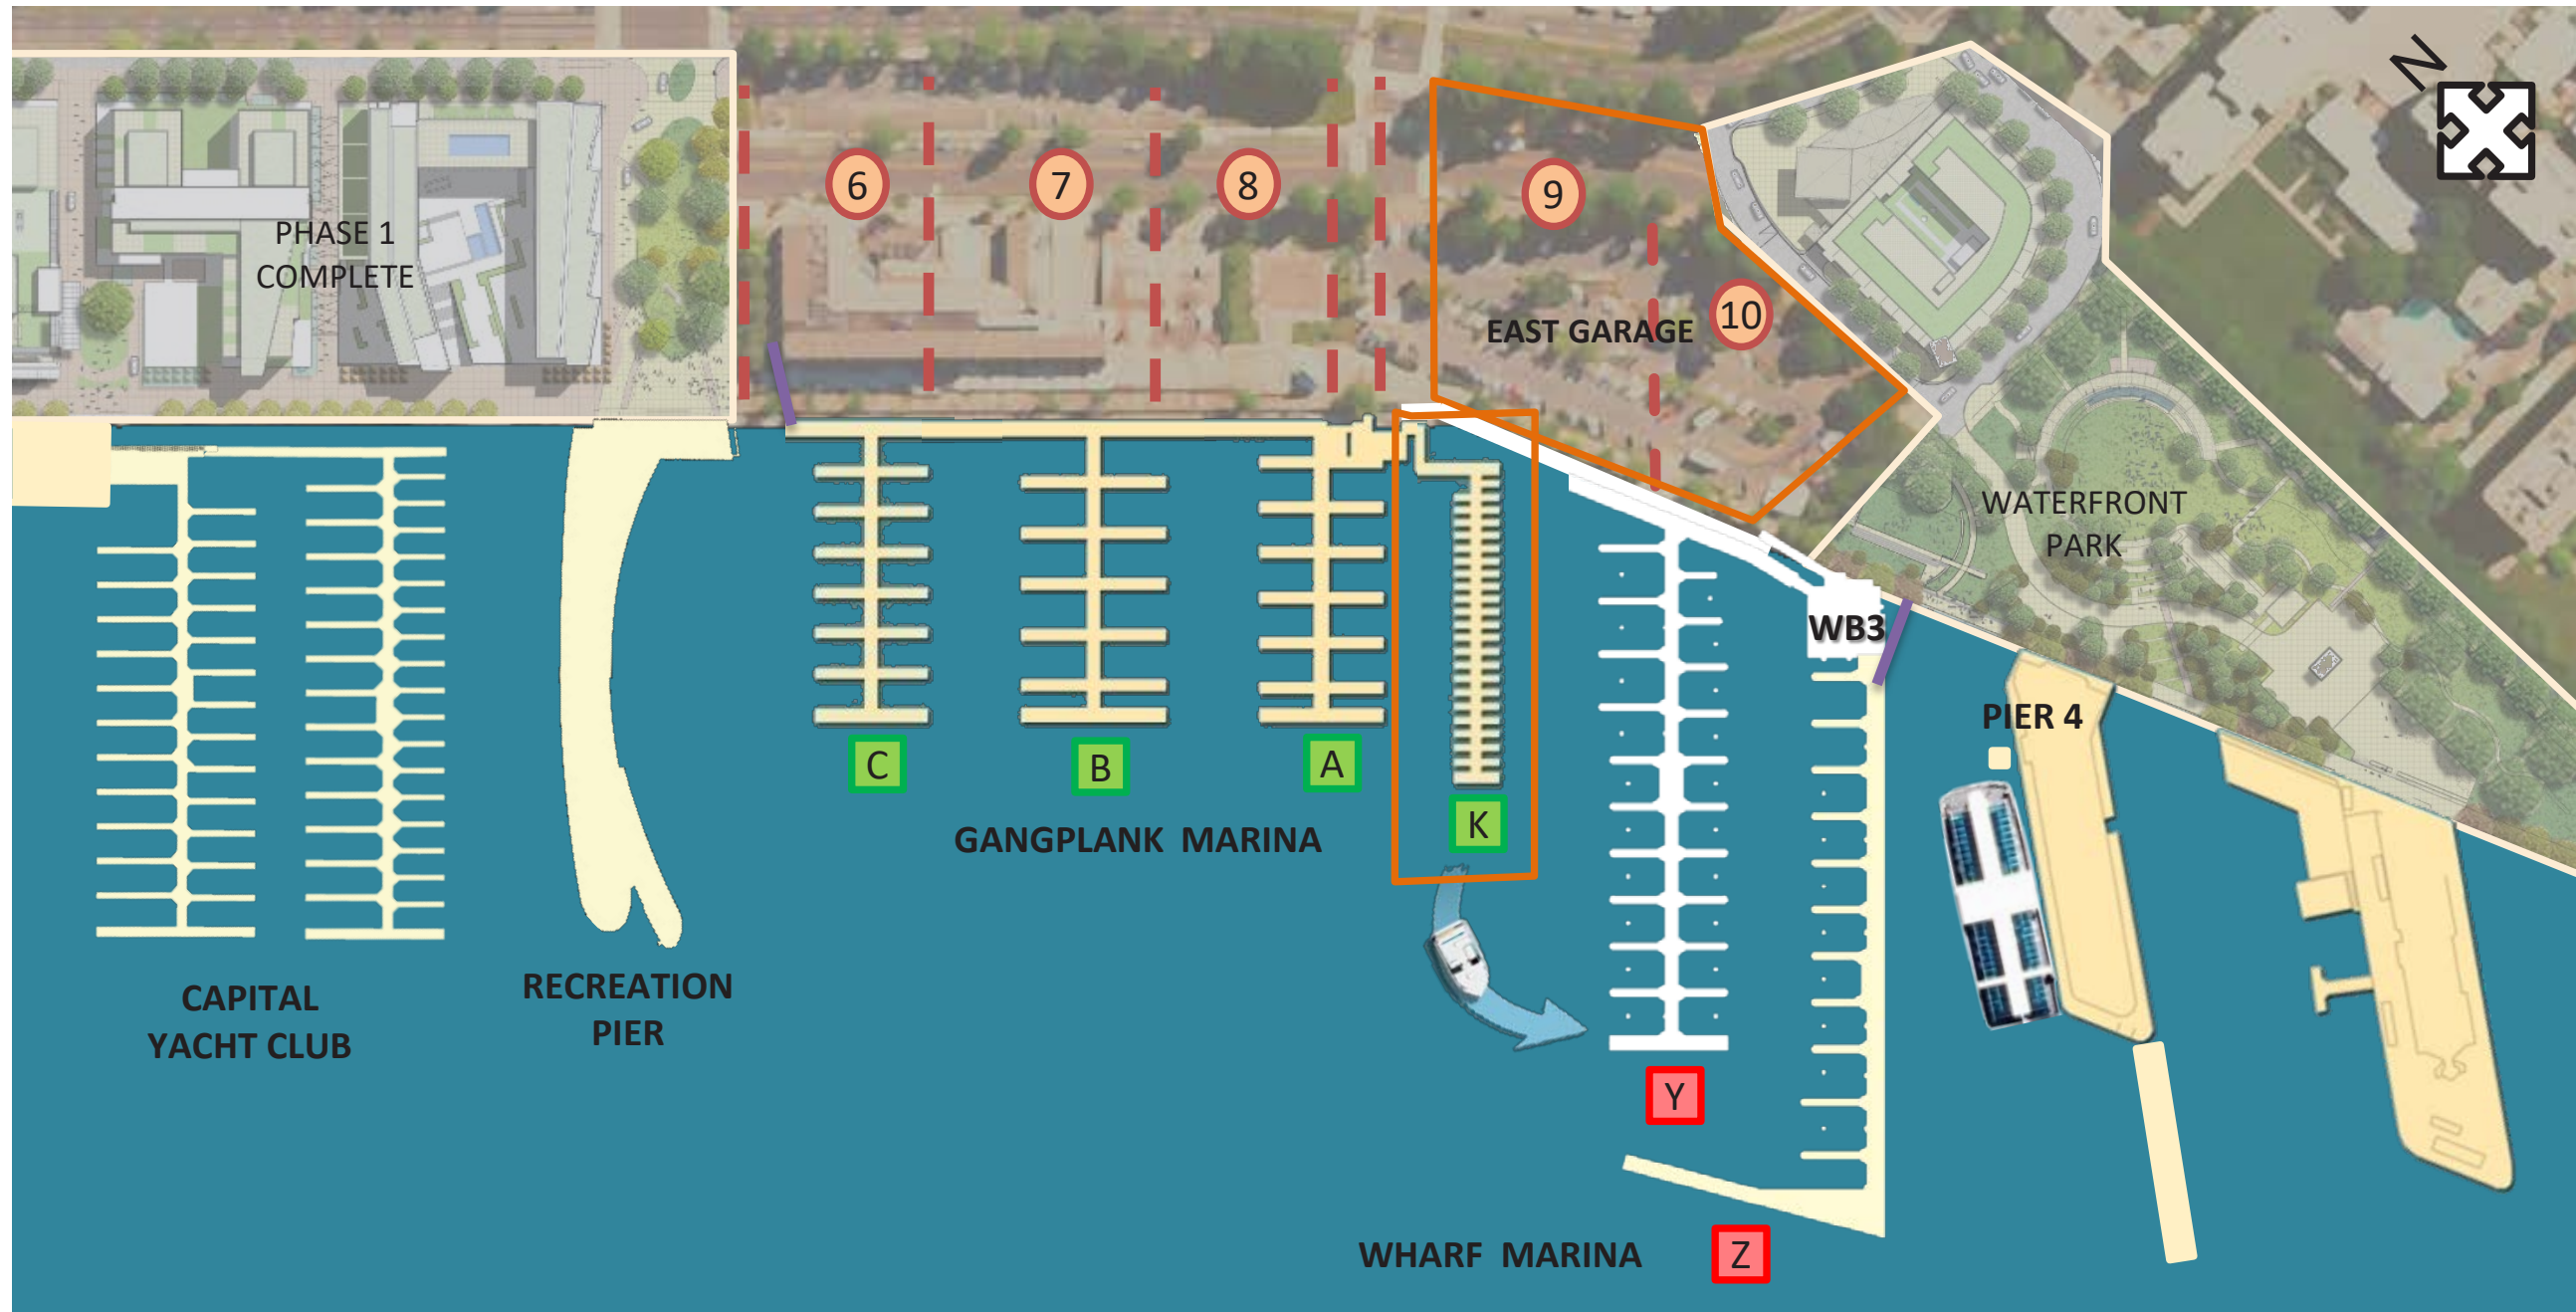 N
PHASE 1
COMPLETE
6
7
8
9
10
EAST GARAGE
WATERFRONT
PARK
WB3
PIER 4
C
B
A
K
GANGPLANK MARINA
CAPITAL
YACHT CLUB
RECREATION
PIER
Y
WHARF MARINA
Z